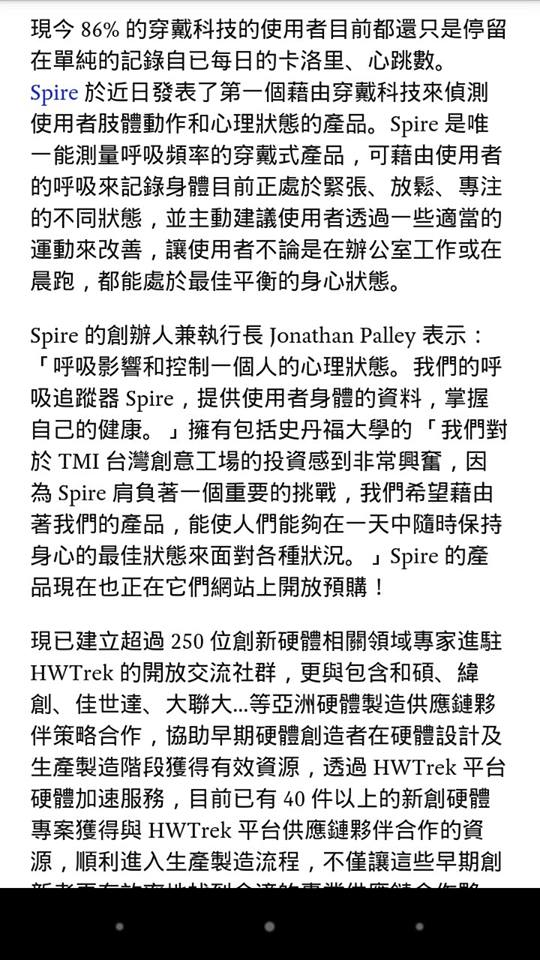 現今 86% 的穿戴科技的使用者目前都還只是停留
在單純的記錄自已每日的卡洛里、心跳數。
Spire 於近日發表了第一個藉由穿戴科技來偵測
使用者肢體動作和心理狀態的產品。Spire 是唯
一能測量呼吸頻率的穿戴式產品，可藉由使用者
的呼吸來記錄身體目前正處於緊張、放鬆、專注
的不同狀態，並主動建議使用者透過一些適當的
運動來改善，讓使用者不論是在辦公室工作或在
晨跑，都能處於最佳平衡的身心狀態。
Spire 的創辦人兼執行長 Jonathan Palley 表示：
「呼吸影響和控制一個人的心理狀態。我們的呼
吸追蹤器 Spire，提供使用者身體的資料，掌握
自己的健康。」擁有包括史丹福大學的「我們對
於 TMI 台灣創意工場的投資感到非常興奮，因
為 Spire 肩負著一個重要的挑戰，我們希望藉由
著我們的產品，能使人們能夠在一天中隨時保持
身心的最佳狀態來面對各種狀況。」Spire 的產
品現在也正在它們網站上開放預購！
現已建立超過 250 位創新硬體相關領域專家進駐
HWTrek 的開放交流社群，更與包含和碩、緯
創、佳世達、大聯大...等亞洲硬體製造供應鏈夥
伴策略合作，協助早期硬體創造者在硬體設計及
生產製造階段獲得有效資源，透過 HWTrek 平台
硬體加速服務，目前已有 40 件以上的新創硬體
專案獲得與 HWTrek 平台供應鏈夥伴合作的資
源，順利進入生產製造流程，不僅讓這些早期創